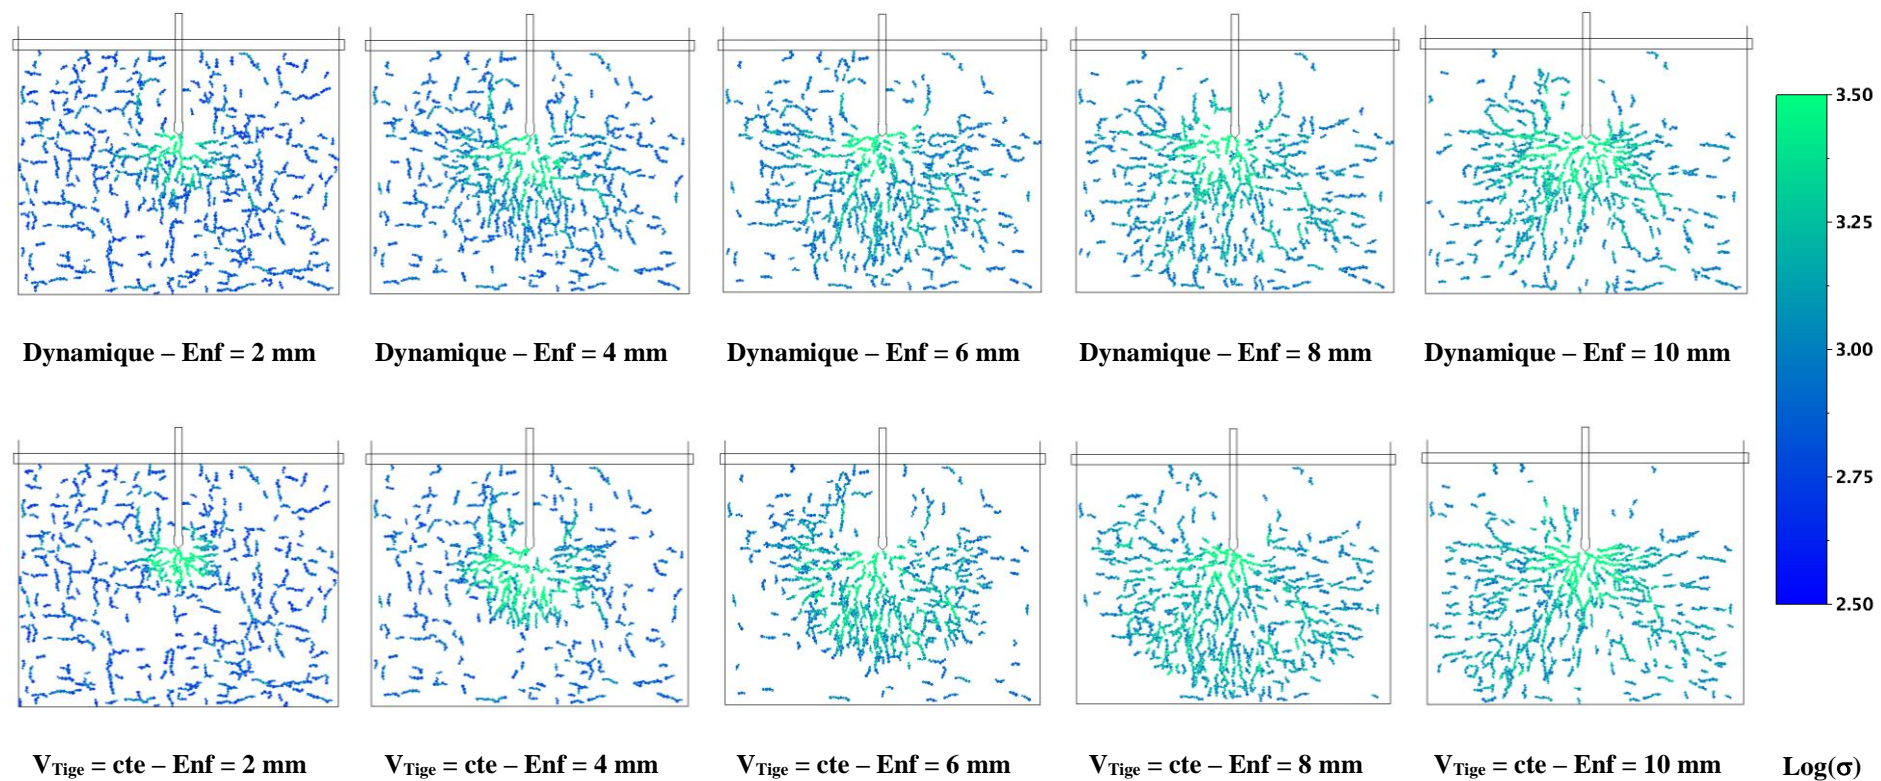 3.50
3.25
3.00
2.75
2.50
Dynamique – Enf = 2 mm
Dynamique – Enf = 4 mm
Dynamique – Enf = 6 mm
Dynamique – Enf = 8 mm
Dynamique – Enf = 10 mm
VTige = cte – Enf = 2 mm
VTige = cte – Enf = 4 mm
VTige = cte – Enf = 6 mm
VTige = cte – Enf = 8 mm
VTige = cte – Enf = 10 mm
Log(σ)